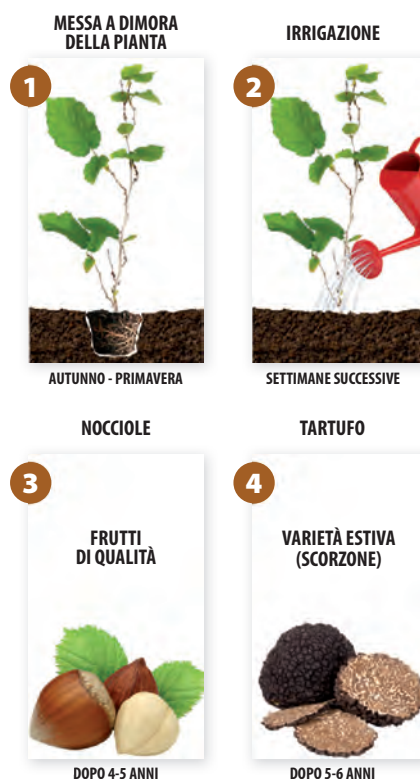 MESSA A DIMORA
DELLA PIANTA
1
AUTUNNO - PRIMAVERA
IRRIGAZIONE
2
SETTIMANE SUCCESSIVE
NOCCIOLE
3
FRUTTI
DI QUALITÀ
DOPO 4-5 ANNI
TARTUFO
4
VARIETÀ ESTIVA
(SCORZONE)
DOPO 5-6 ANNI